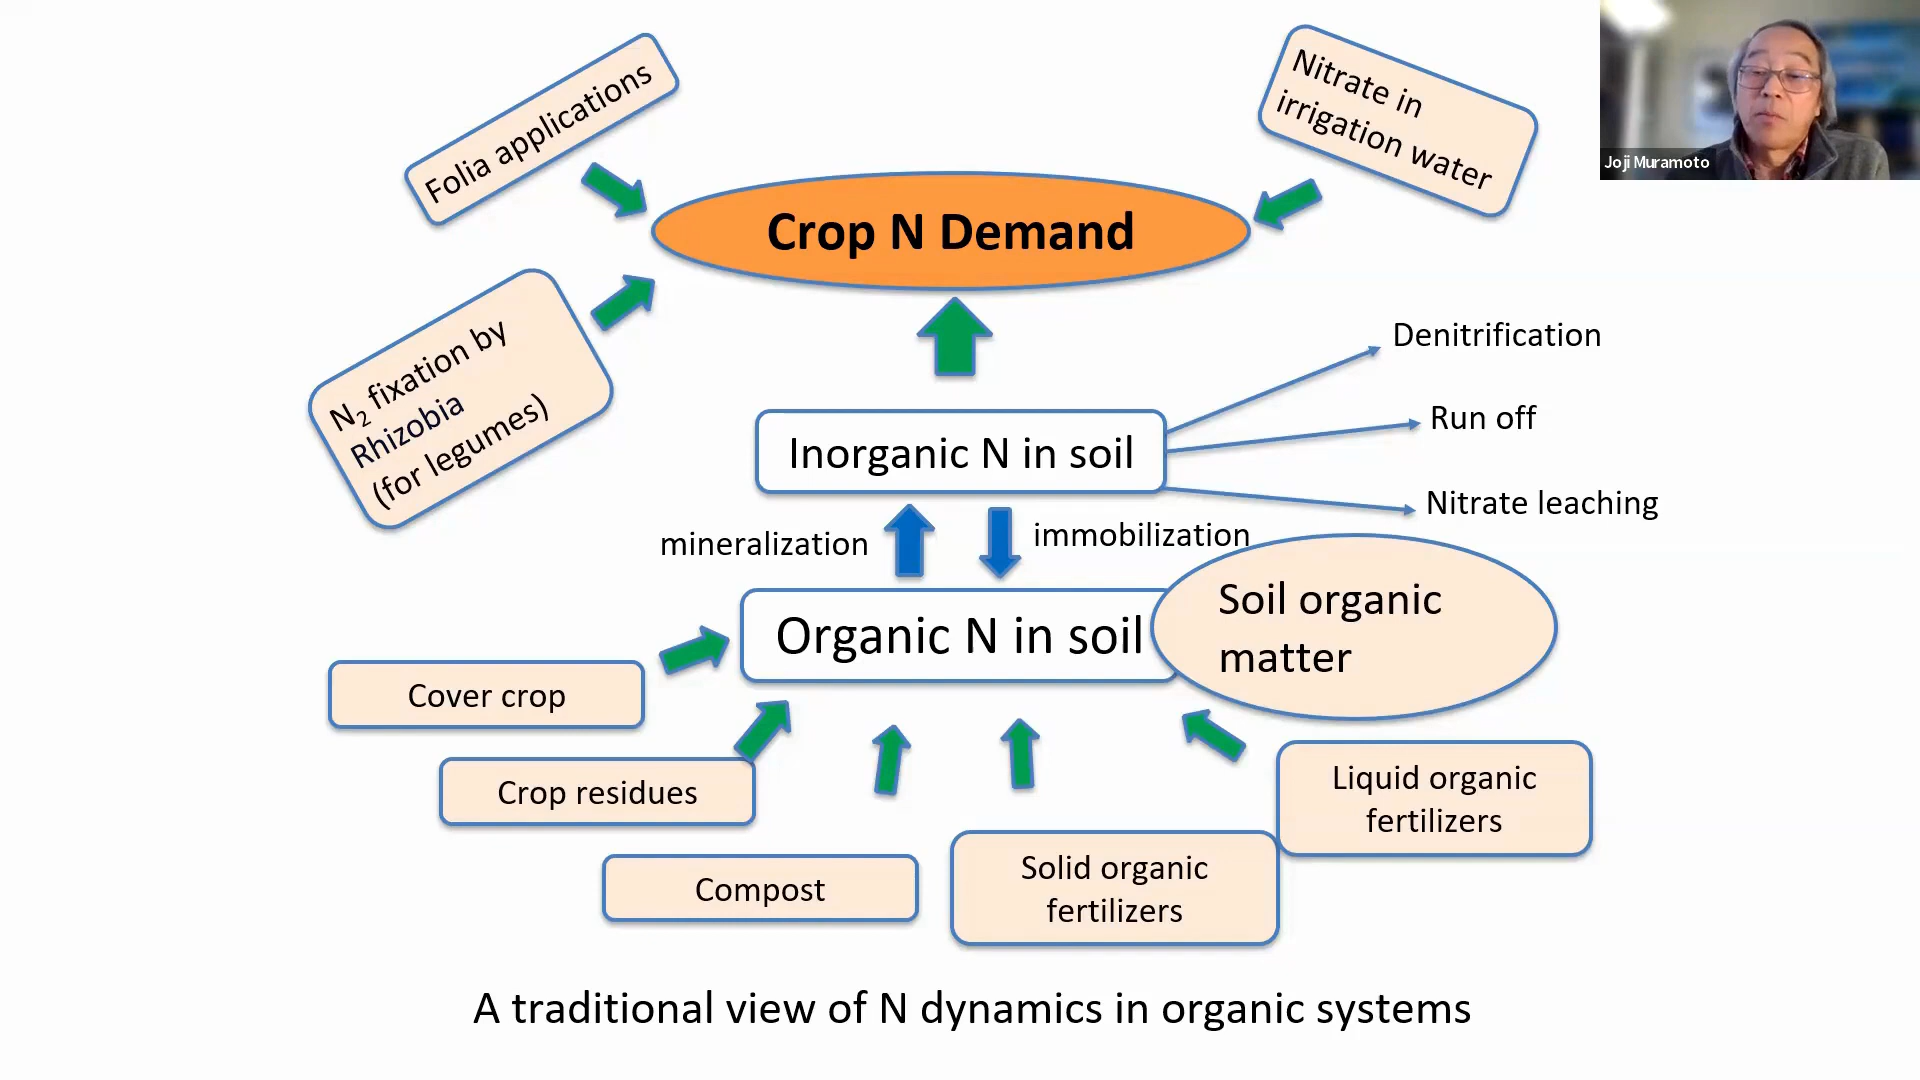 Folia applications
Nitrate in
irrigation water
Joji Muramoto
Crop N Demand
N₂ fixation by
Rhizobia
(for legumes)
Denitrification
Run off
Inorganic N in soil
Nitrate leaching
mineralization
immobilization
Organic N in soil
Soil organic
matter
Cover crop
Crop residues
Liquid organic
fertilizers
Compost
Solid organic
fertilizers
A traditional view of N dynamics in organic systems